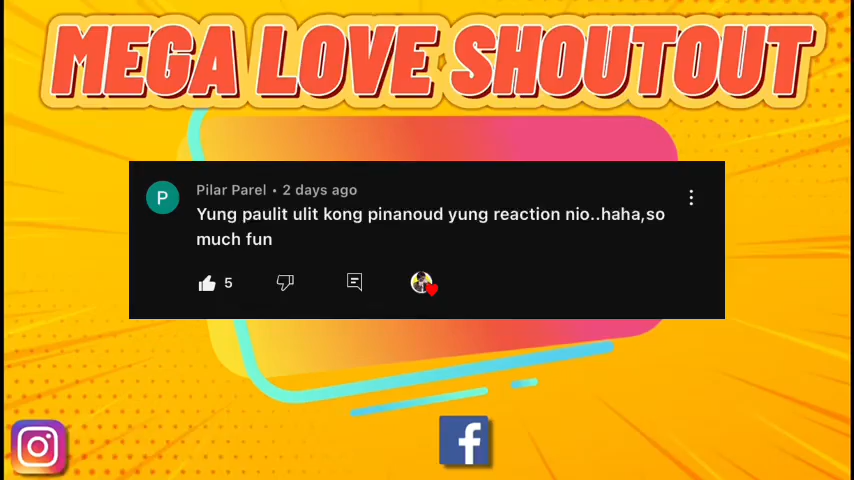 MEGA LOVE SHOUTOUT
Pilar Parel • 2 days ago
P
Yung paulit ulit kong pinanoud yung reaction nio..haha,so
much fun
5
f